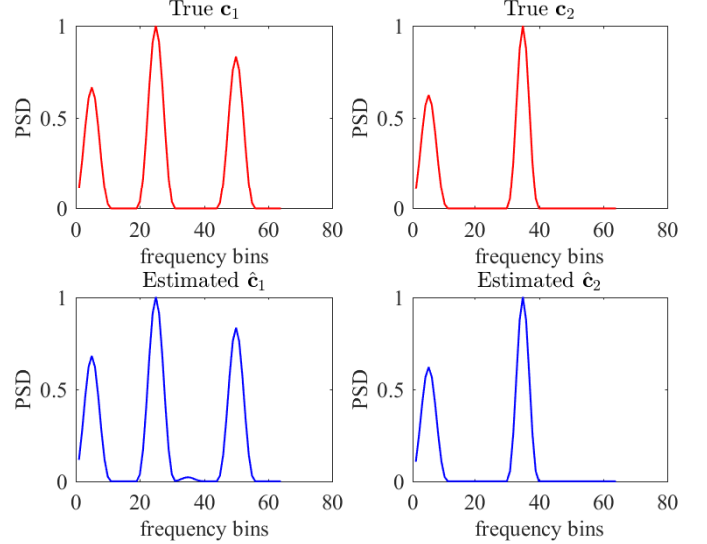 True c₁
1
0.5
0
PSD
0 20 40 60 80
frequency bins
True c₂
1
0.5
0
PSD
0 20 40 60 80
frequency bins
Estimated ĉ₁
1
0.5
0
PSD
0 20 40 60 80
frequency bins
Estimated ĉ₂
1
0.5
0
PSD
0 20 40 60 80
frequency bins